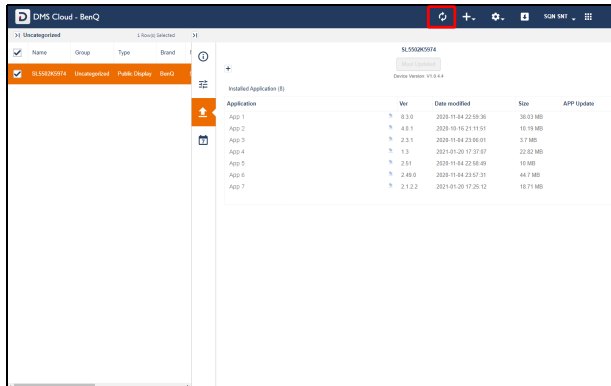 DMS Cloud - BenQ
SQN SNT
Uncategorized
1 Row(s) Selected
Name Group Type Brand
SL5502K5974 Uncategorized Public Display BenQ
SL5502K5974
Device Version V1.8.4.4
Installed Application (8)
Application Ver Date modified Size APP Update
App 1 8.3.0 2020-11-04 22:59:36 38.03 MB
App 2 4.0.1 2020-10-16 21:11:51 10.19 MB
App 3 2.3.1 2020-11-04 23:06:01 3.7 MB
App 4 1.3 2021-01-20 17:37:07 22.82 MB
App 5 2.51 2020-11-04 22:58:49 10 MB
App 6 2.49.0 2020-11-04 23:57:31 44.7 MB
App 7 2.1.2.2 2021-01-20 17:25:12 18.71 MB